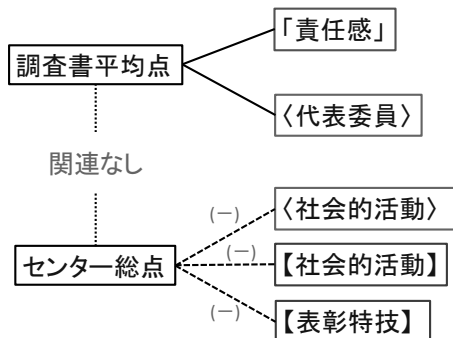 「責任感」
調査書平均点
〈代表委員〉
関連なし
(－)
〈社会的活動〉
(－)
センター総点
【社会的活動】
(－)
【表彰特技】